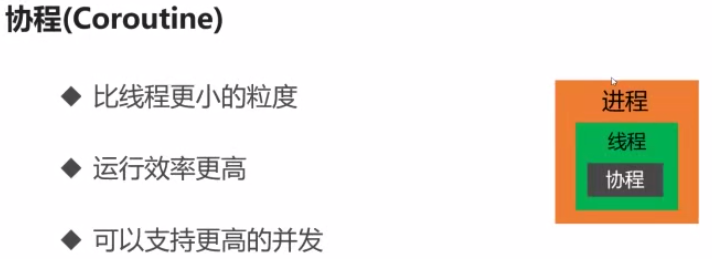 协程(Coroutine)
◆ 比线程更小的粒度
◆ 运行效率更高
◆ 可以支持更高的并发
进程
线程
协程